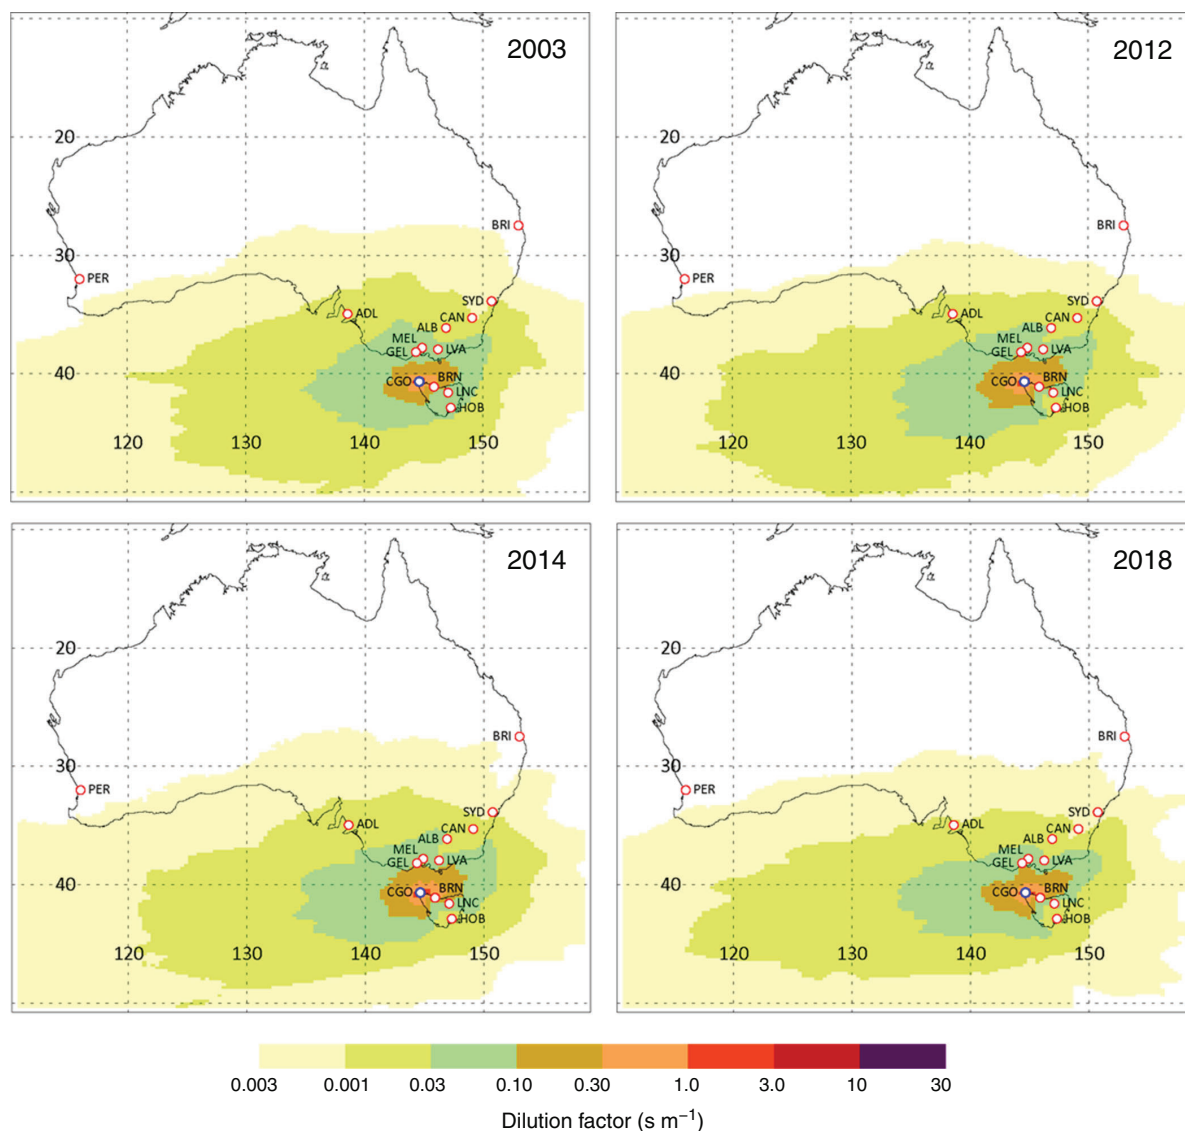 2003
20
BRI
30
PER
SYD
ADL
CAN
ALB
MEL
GEL
LVA
40
CGO
BRN
LNC
HOB
120 130 140 150
2012
20
BRI
30
PER
SYD
ADL
CAN
ALB
MEL
GEL
LVA
40
CGO
BRN
LNC
HOB
120 130 140 150
2014
20
BRI
30
PER
SYD
ADL
CAN
ALB
MEL
GEL
LVA
40
CGO
BRN
LNC
HOB
120 130 140 150
2018
20
BRI
30
PER
SYD
ADL
CAN
ALB
MEL
GEL
LVA
40
CGO
BRN
LNC
HOB
120 130 140 150
0.003 0.001 0.03 0.10 0.30 1.0 3.0 10 30
Dilution factor (s m⁻¹)